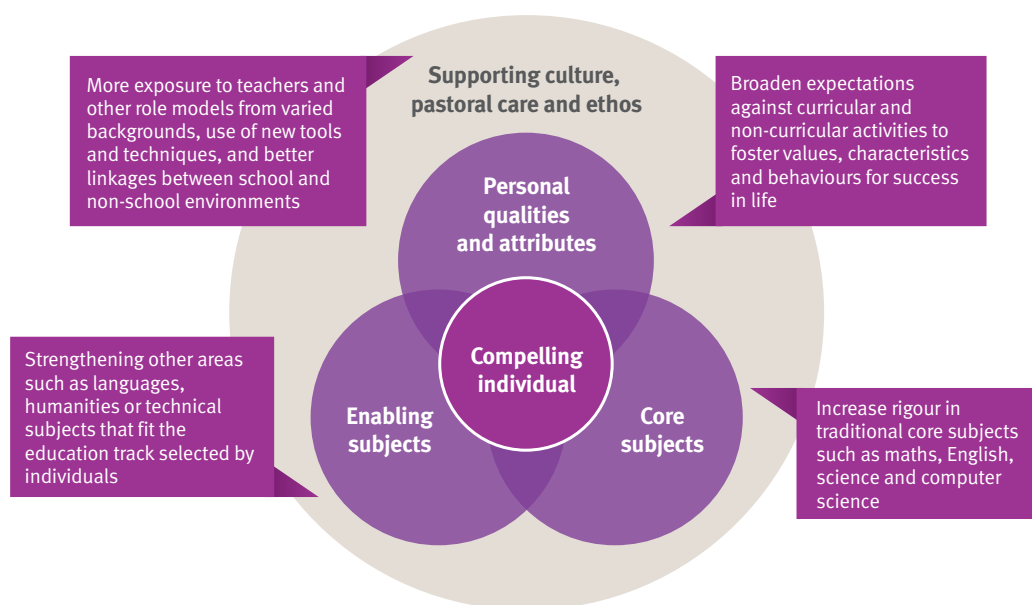 More exposure to teachers and
other role models from varied
backgrounds, use of new tools
and techniques, and better
linkages between school and
non-school environments
Supporting culture,
pastoral care and ethos
Broaden expectations
against curricular and
non-curricular activities to
foster values, characteristics
and behaviours for success
in life
Personal
qualities
and attributes
Compelling
individual
Strengthening other areas
such as languages,
humanities or technical
subjects that fit the
education track selected by
individuals
Enabling
subjects
Core
subjects
Increase rigour in
traditional core subjects
such as maths, English,
science and computer
science